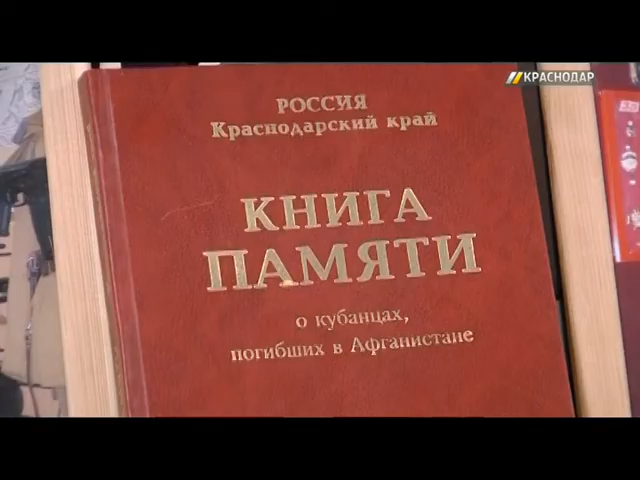 КРАСНОДАР
РОССИЯ
Краснодарский край
КНИГА
ПАМЯТИ
о кубанцах,
погибших в Афганистане